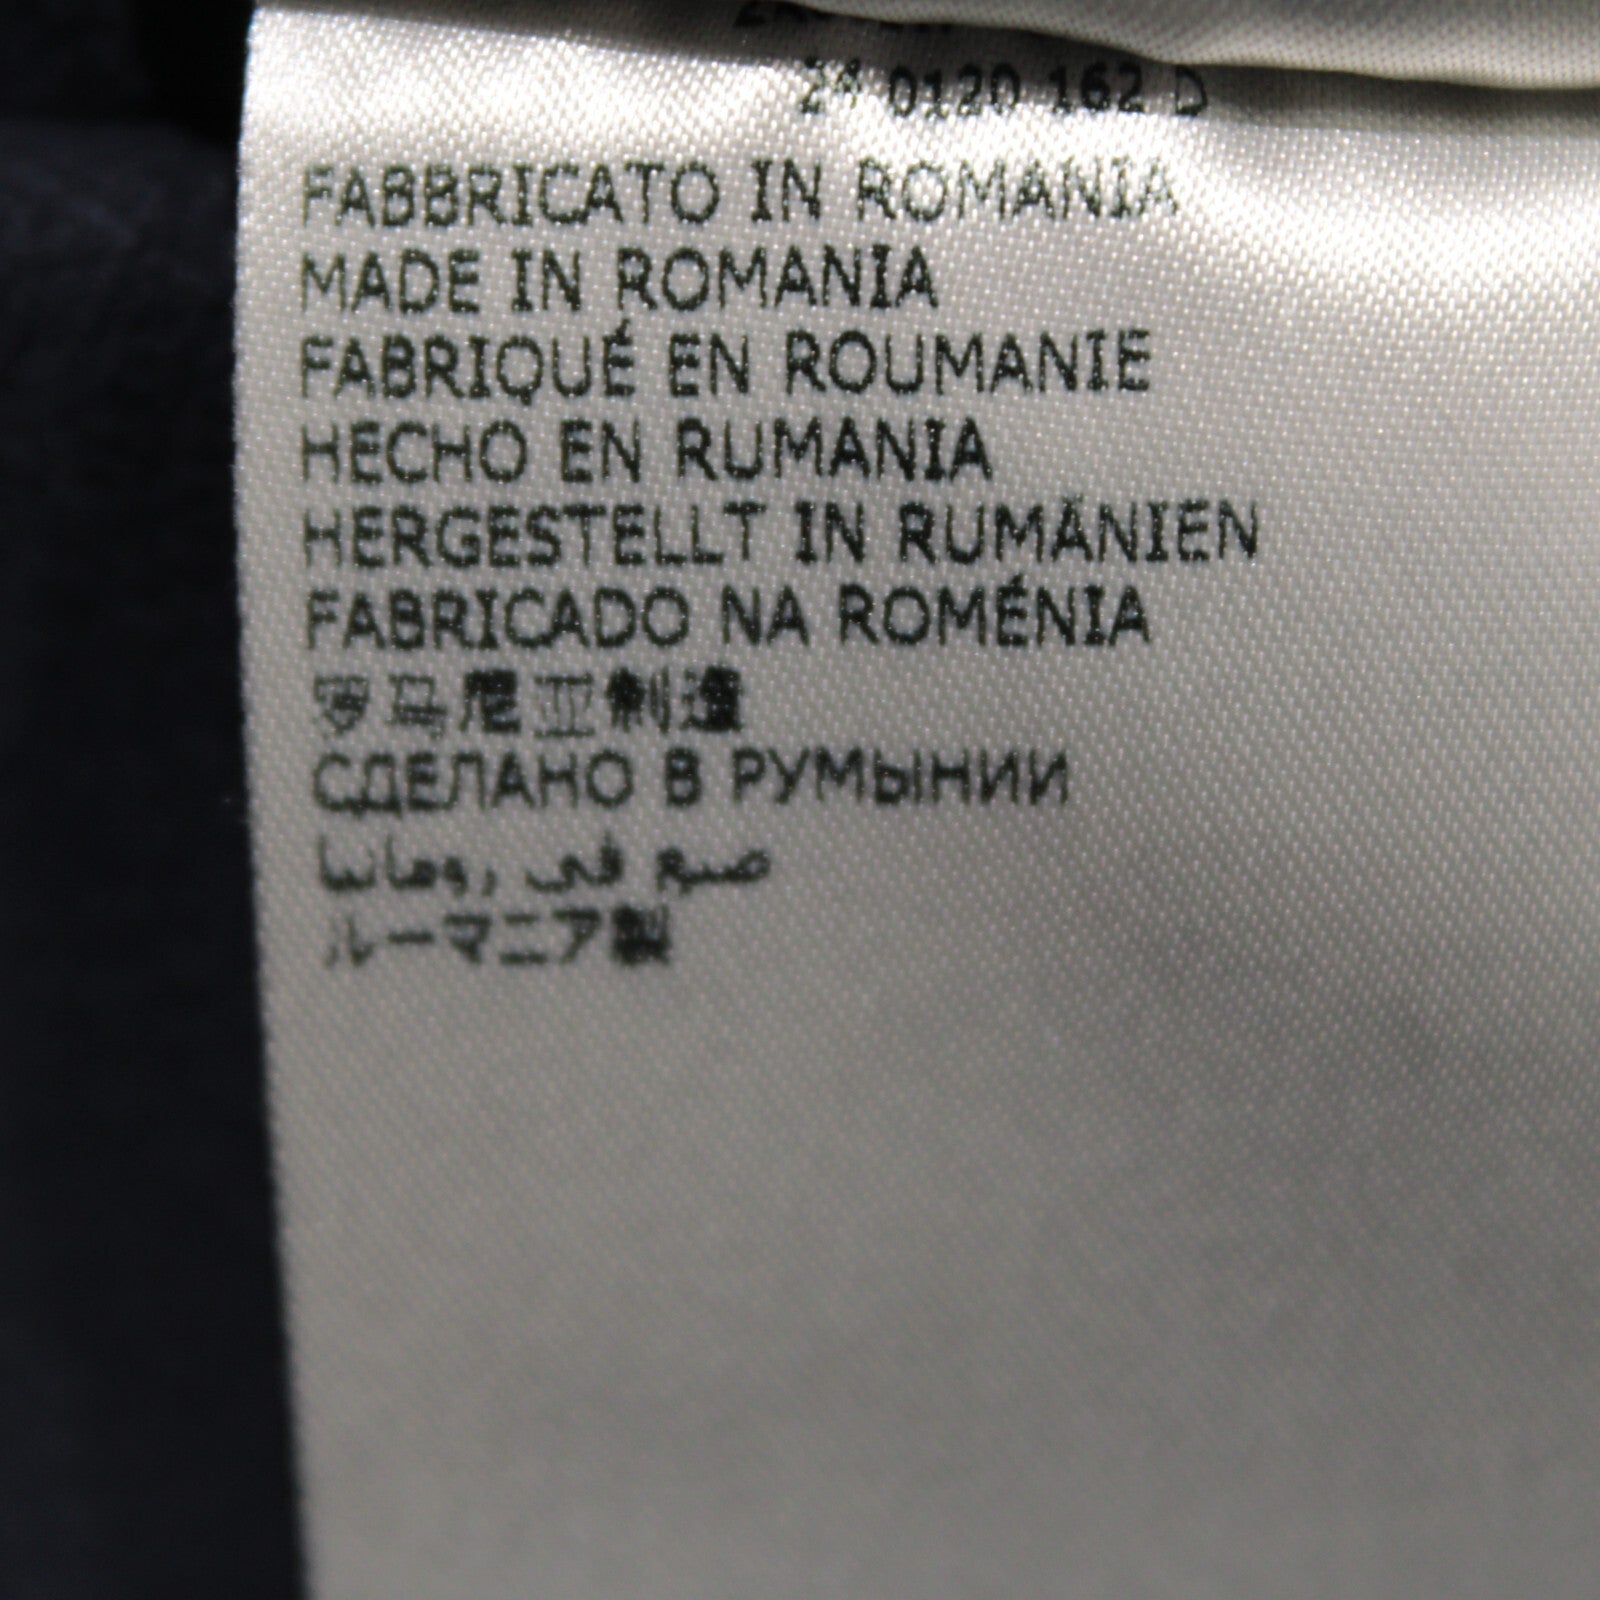 24 0120 162 D
FABBRICATO IN ROMANIA
MADE IN ROMANIA
FABRIQUÉ EN ROUMANIE
HECHO EN RUMANIA
HERGESTELLT IN RUMÄNIEN
FABRICADO NA ROMÉNIA
罗马尼亚制造
СДЕЛАНО В РУМЫНИИ
صنع في رومانيا
ルーマニア製